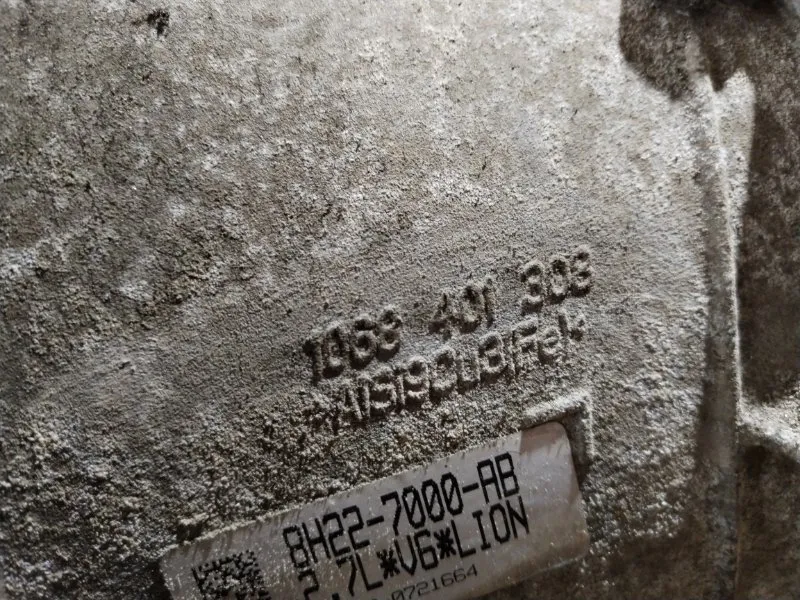 1068 401 303
AlSi9Cu3(Fe)
8H22-7000-AB
2.7L*V6*LION
0721664